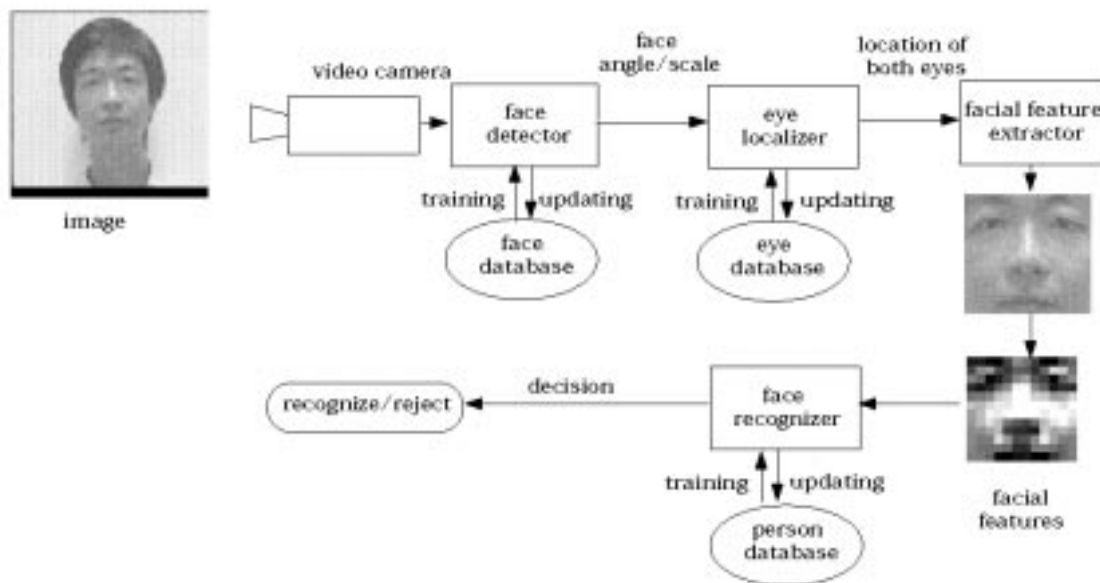 image
video camera
face
detector
face
angle/scale
eye
localizer
location of
both eyes
facial feature
extractor
training
updating
face
database
training
updating
eye
database
facial
features
face
recognizer
training
updating
person
database
decision
recognize/reject